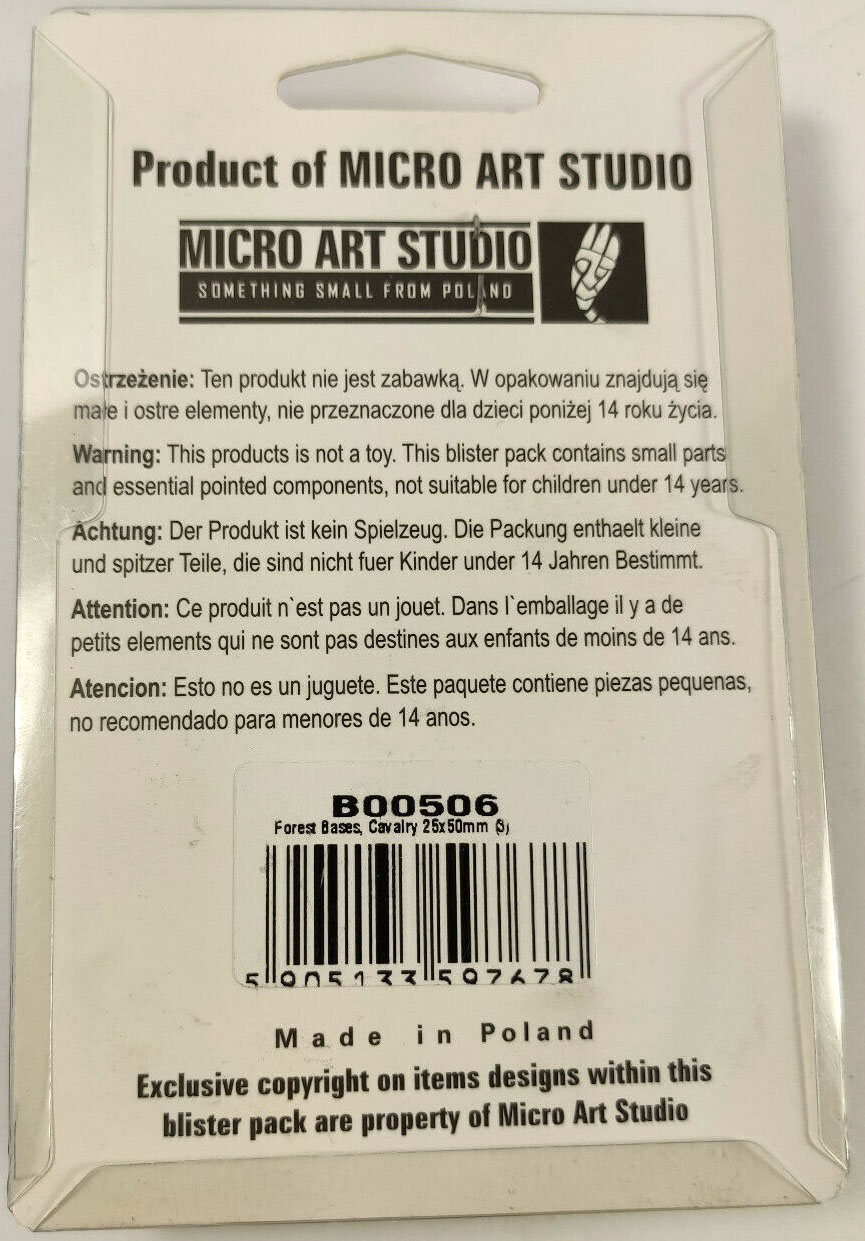 Product of MICRO ART STUDIO
MICRO ART STUDIO
SOMETHING SMALL FROM POLAND
Ostrzeżenie: Ten produkt nie jest zabawką. W opakowaniu znajdują się
małe i ostre elementy, nie przeznaczone dla dzieci poniżej 14 roku życia.
Warning: This products is not a toy. This blister pack contains small parts
and essential pointed components, not suitable for children under 14 years.
Achtung: Der Produkt ist kein Spielzeug. Die Packung enthaelt kleine
und spitzer Teile, die sind nicht fuer Kinder under 14 Jahren Bestimmt.
Attention: Ce produit n`est pas un jouet. Dans l`emballage il y a de
petits elements qui ne sont pas destines aux enfants de moins de 14 ans.
Atencion: Esto no es un juguete. Este paquete contiene piezas pequenas,
no recomendado para menores de 14 anos.
B00506
Forest Bases, Cavalry 25x50mm (3)
5 905133 597678
Made in Poland
Exclusive copyright on items designs within this
blister pack are property of Micro Art Studio